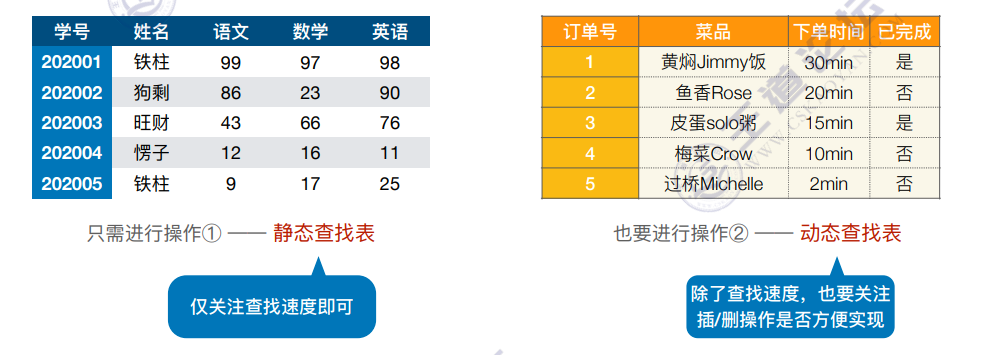 学号 姓名 语文 数学 英语
202001 铁柱 99 97 98
202002 狗剩 86 23 90
202003 旺财 43 66 76
202004 愣子 12 16 11
202005 铁柱 9 17 25
只需进行操作① —— 静态查找表
仅关注查找速度即可
订单号 菜品 下单时间 已完成
1 黄焖Jimmy饭 30min 是
2 鱼香Rose 20min 否
3 皮蛋solo粥 15min 是
4 梅菜Crow 10min 否
5 过桥Michelle 2min 否
也要进行操作② —— 动态查找表
除了查找速度，也要关注
插/删操作是否方便实现